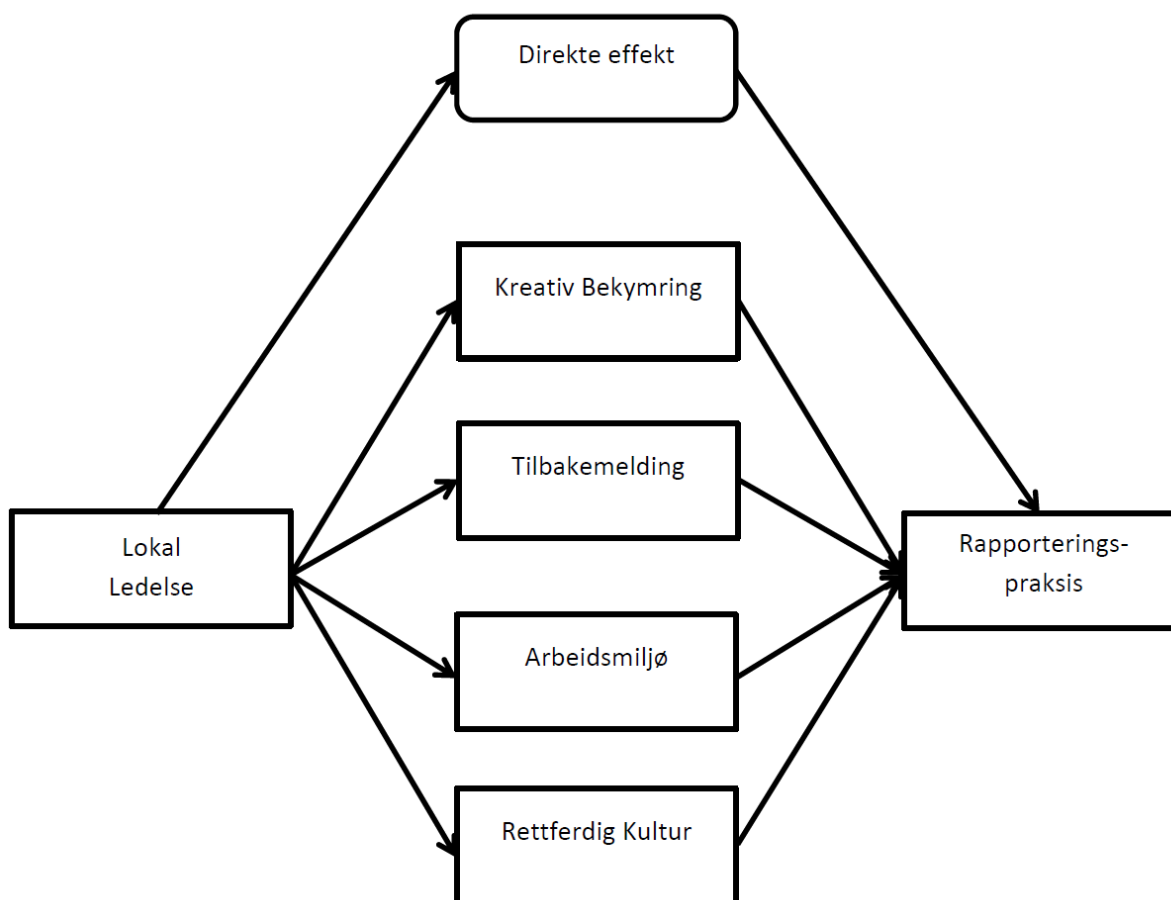 Direkte effekt
Kreativ Bekymring
Tilbakemelding
Lokal
Ledelse
Rapporterings-
praksis
Arbeidsmiljø
Rettferdig Kultur